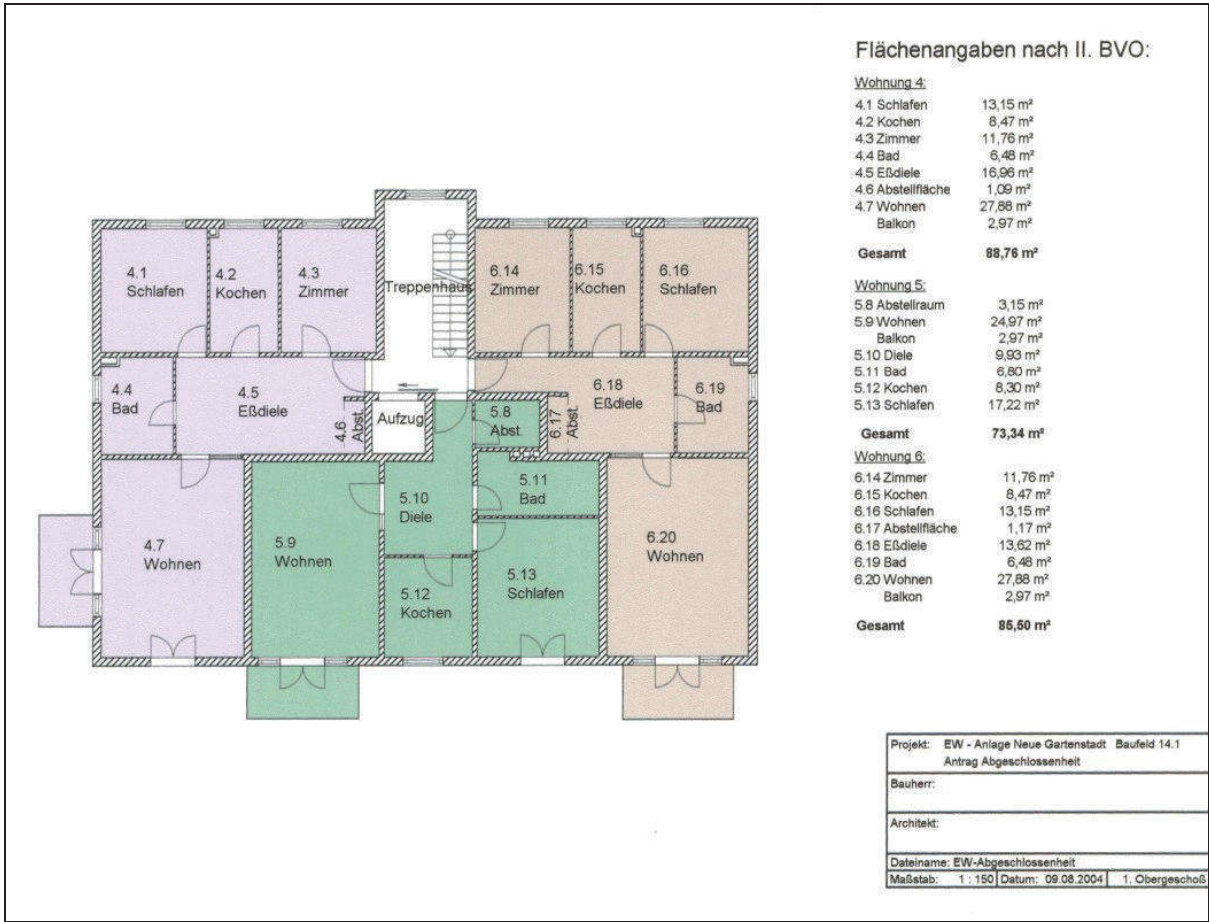 Flächenangaben nach II. BVO:
Wohnung 4:
4.1 Schlafen 13,15 m²
4.2 Kochen 8,47 m²
4.3 Zimmer 11,76 m²
4.4 Bad 6,48 m²
4.5 Eßdiele 16,96 m²
4.6 Abstellfläche 1,09 m²
4.7 Wohnen 27,88 m²
Balkon 2,97 m²
Gesamt 88,76 m²
Wohnung 5:
5.8 Abstellraum 3,15 m²
5.9 Wohnen 24,97 m²
Balkon 2,97 m²
5.10 Diele 9,93 m²
5.11 Bad 6,80 m²
5.12 Kochen 8,30 m²
5.13 Schlafen 17,22 m²
Gesamt 73,34 m²
Wohnung 6:
6.14 Zimmer 11,76 m²
6.15 Kochen 8,47 m²
6.16 Schlafen 13,15 m²
6.17 Abstellfläche 1,17 m²
6.18 Eßdiele 13,62 m²
6.19 Bad 6,48 m²
6.20 Wohnen 27,88 m²
Balkon 2,97 m²
Gesamt 85,50 m²
4.1
Schlafen
4.2
Kochen
4.3
Zimmer
Treppenhaus
6.14
Zimmer
6.15
Kochen
6.16
Schlafen
4.4
Bad
4.5
Eßdiele
4.6
Abst.
Aufzug
5.8
Abst.
6.17
Abst.
6.18
Eßdiele
6.19
Bad
4.7
Wohnen
5.9
Wohnen
5.10
Diele
5.11
Bad
5.12
Kochen
5.13
Schlafen
6.20
Wohnen
Projekt: EW - Anlage Neue Gartenstadt Baufeld 14.1
Antrag Abgeschlossenheit
Bauherr:
Architekt:
Dateiname: EW-Abgeschlossenheit
Maßstab: 1 : 150 Datum: 09.08.2004 1. Obergeschoß